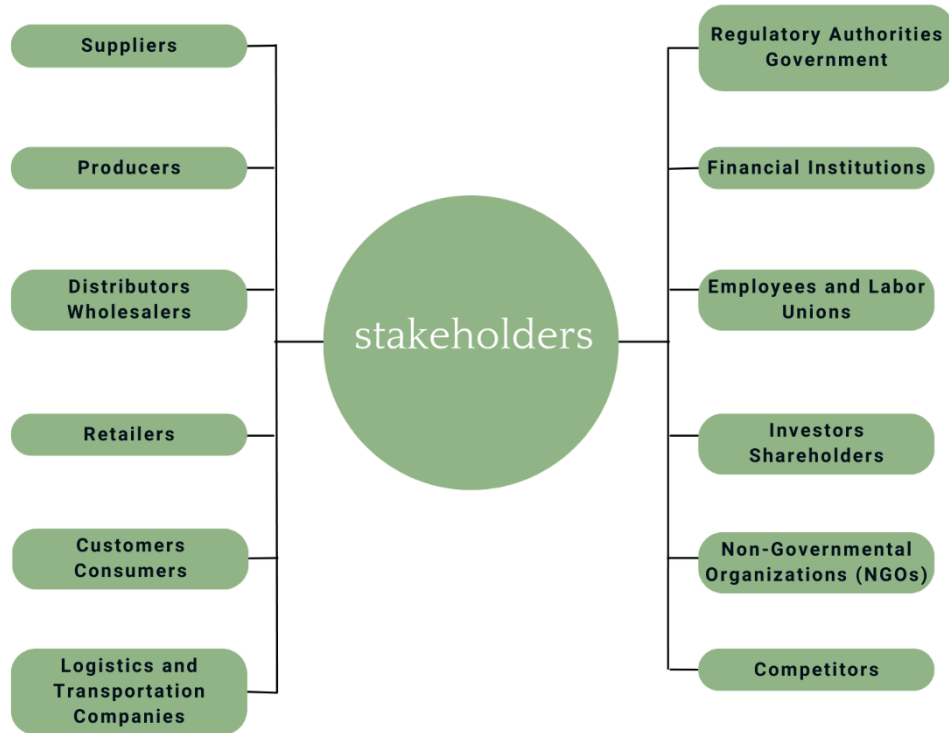 Suppliers
Producers
Distributors
Wholesalers
Retailers
Customers
Consumers
Logistics and
Transportation
Companies
stakeholders
Regulatory Authorities
Government
Financial Institutions
Employees and Labor
Unions
Investors
Shareholders
Non-Governmental
Organizations (NGOs)
Competitors